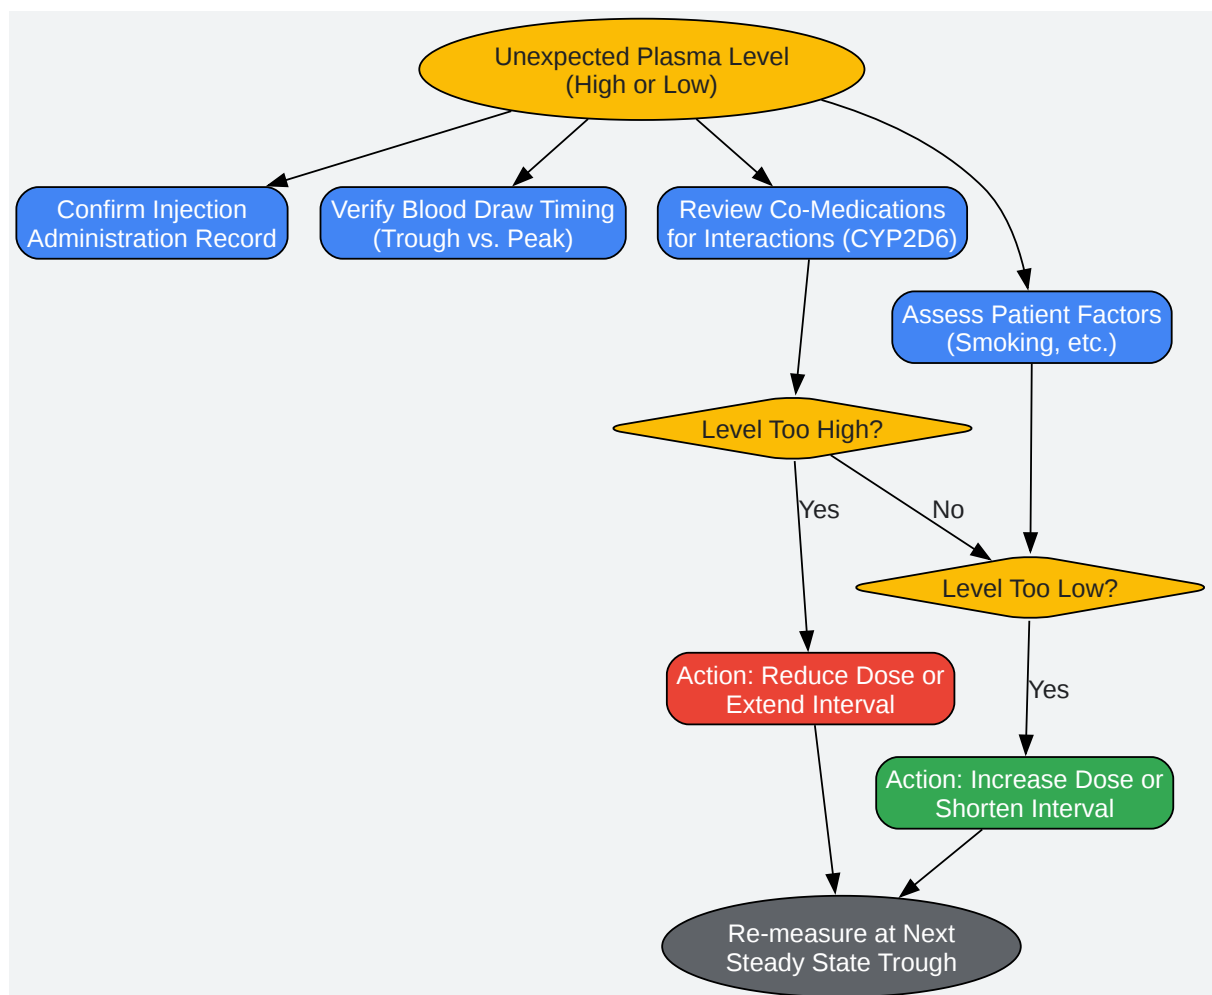 Unexpected Plasma Level
(High or Low)
Confirm Injection
Administration Record
Verify Blood Draw Timing
(Trough vs. Peak)
Review Co-Medications
for Interactions (CYP2D6)
Assess Patient Factors
(Smoking, etc.)
Level Too High?
Yes
No
Level Too Low?
Action: Reduce Dose or
Extend Interval
Yes
Action: Increase Dose or
Shorten Interval
Re-measure at Next
Steady State Trough